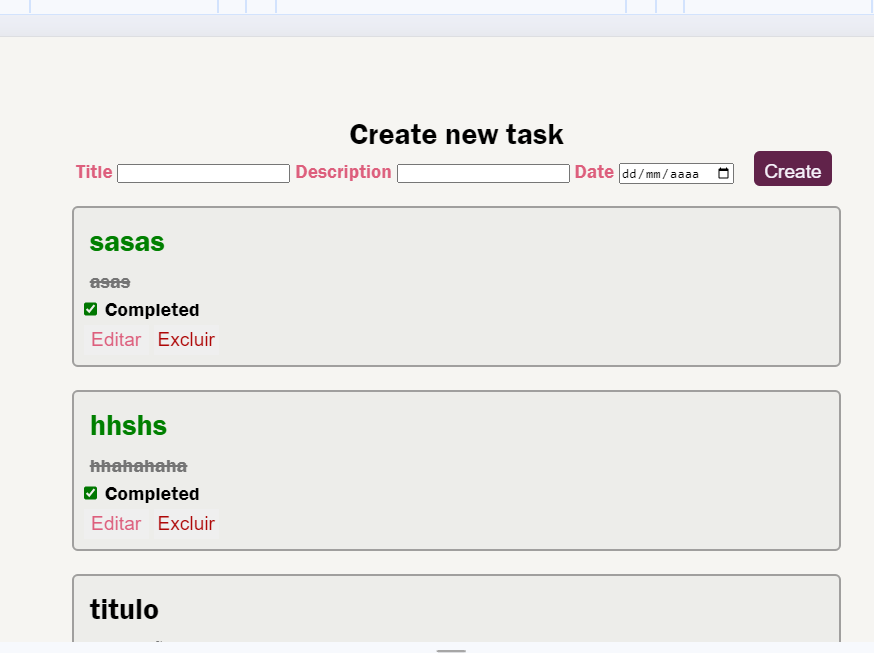 Create new task
Title Description Date dd/mm/aaaa Create
sasas
asas
Completed
Editar Excluir
hhshs
hhahahaha
Completed
Editar Excluir
titulo